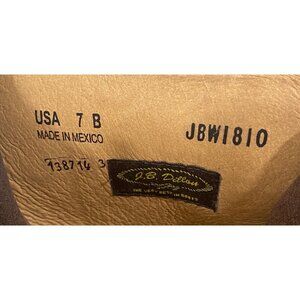 USA 7 B
MADE IN MEXICO
JBW1810
138714 3
J.B. Dillon